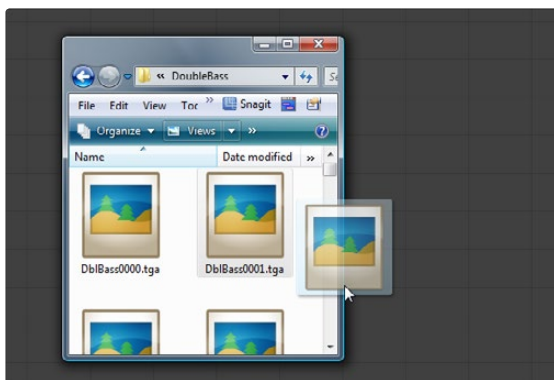 « DoubleBass
File Edit View Toc » Snagit
Organize Views »
Name Date modified »
DblBass0000.tga DblBass0001.tga